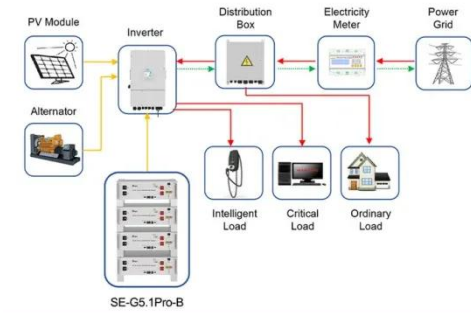 PV Module
Inverter
Distribution
Box
Electricity
Meter
Power
Grid
Alternator
Intelligent
Load
Critical
Load
Ordinary
Load
SE-G5.1Pro-B